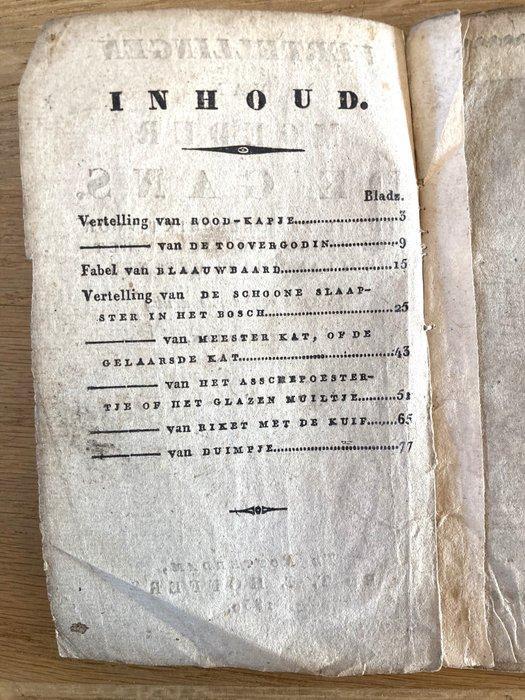 INHOUD.
Bladz.
Vertelling van ROOD-KAPJE..................3
——— van DE TOOVERGODIN..............9
Fabel van BLAAUWBAARD....................15
Vertelling van DE SCHOONE SLAAP-
STER IN HET BOSCH.......................25
——— van MEESTER KAT, OF DE
GELAARSDE KAT...........................43
——— van HET ASSCHEPOESTER-
TJE OF HET GLAZEN MUILTJE.........51
——— van RIKET MET DE KUIF.......65
——— van DUIMPJE........................77